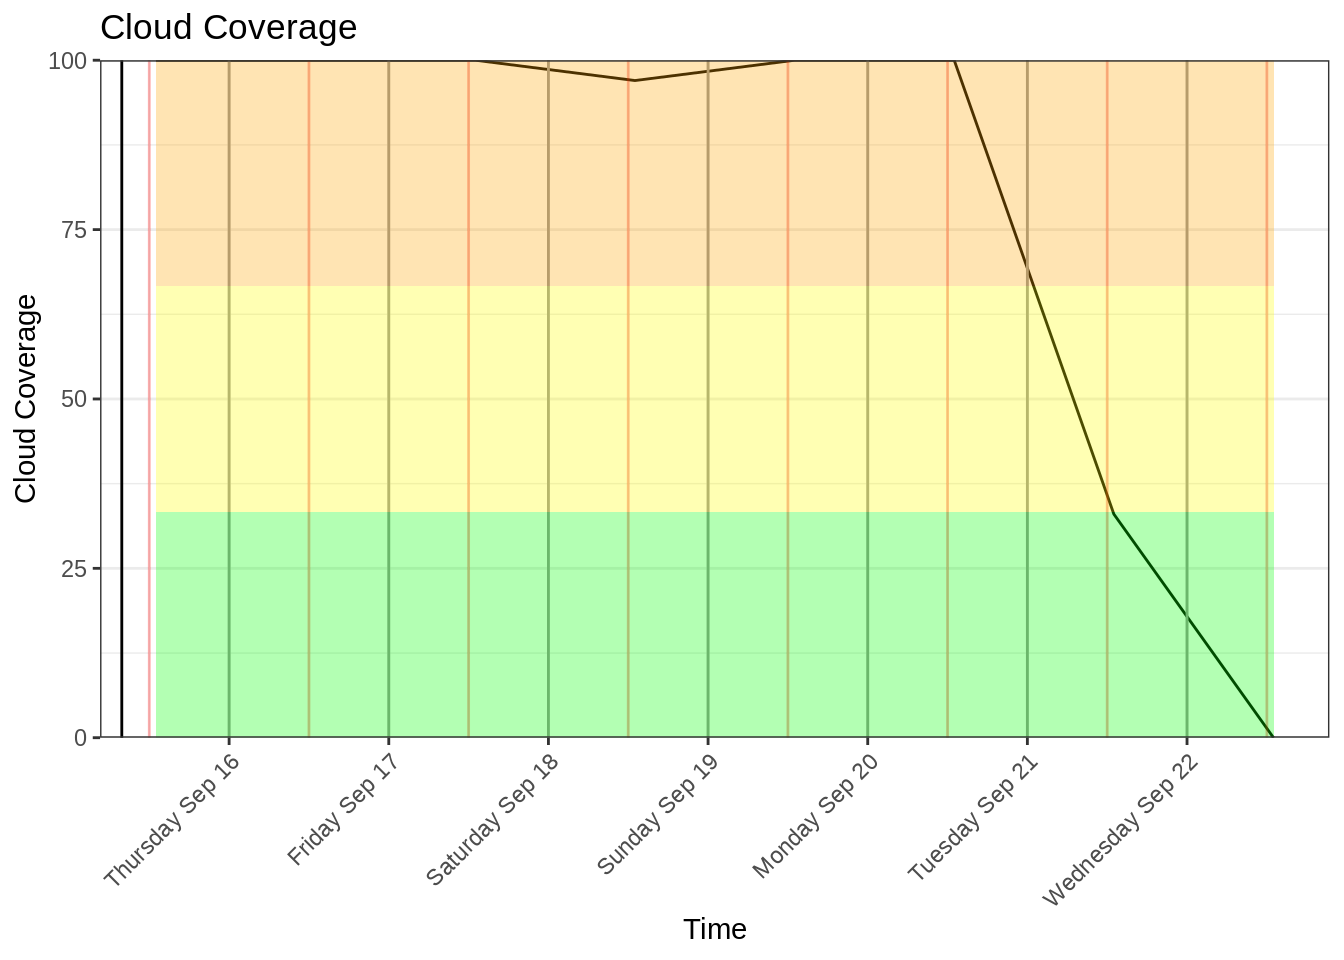 Cloud Coverage
Cloud Coverage
100
75
50
25
0
Thursday Sep 16
Friday Sep 17
Saturday Sep 18
Sunday Sep 19
Monday Sep 20
Tuesday Sep 21
Wednesday Sep 22
Time